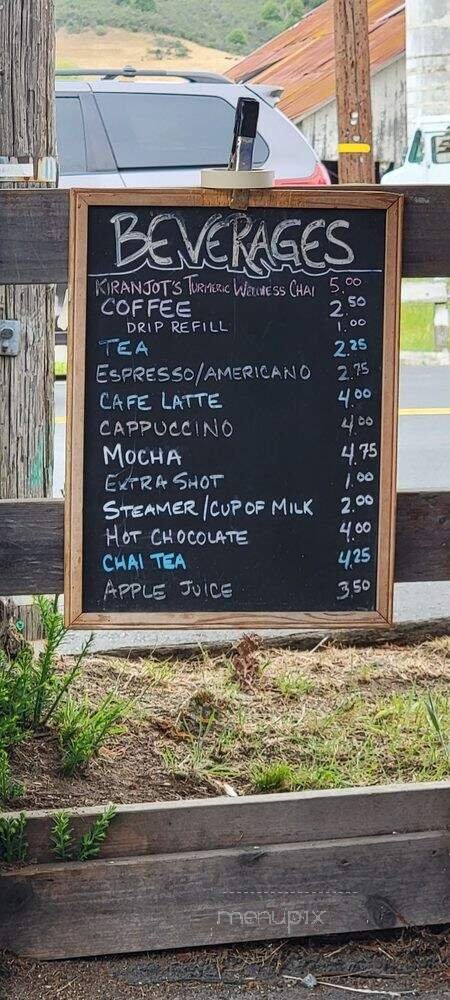 BEVERAGES
KIRANJOT'S TURMERIC WELLNESS CHAI 5.00
COFFEE 2.50
DRIP REFILL 1.00
TEA 2.25
ESPRESSO/AMERICANO 2.75
CAFE LATTE 4.00
CAPPUCCINO 4.00
MOCHA 4.75
EXTRA SHOT 1.00
STEAMER/CUP OF MILK 2.00
HOT CHOCOLATE 4.00
CHAI TEA 4.25
APPLE JUICE 3.50
menupix